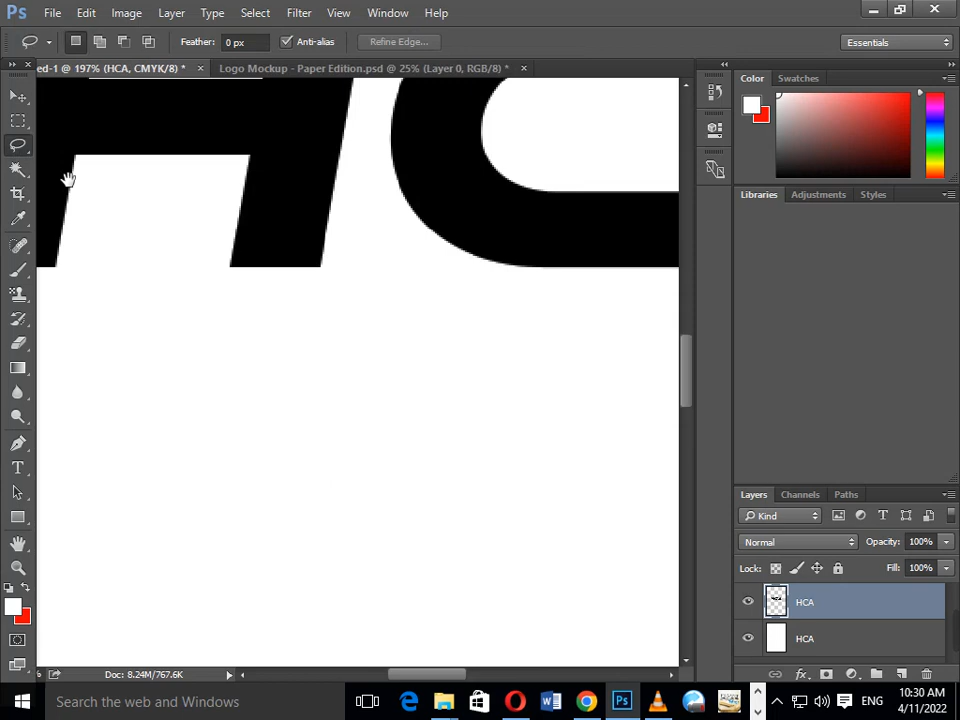 Ps File Edit Image Layer Type Select Filter View Window Help
Feather: 0 px Anti-alias Refine Edge... Essentials
ed-1 @ 197% (HCA, CMYK/8) * Logo Mockup - Paper Edition.psd @ 25% (Layer 0, RGB/8) *
Color Swatches
HC
Libraries Adjustments Styles
Layers Channels Paths
Kind
Normal Opacity: 100%
Lock: Fill: 100%
HCA
HCA
% Doc: 8.24M/767.6K
Search the web and Windows
ENG
10:30 AM
4/11/2022